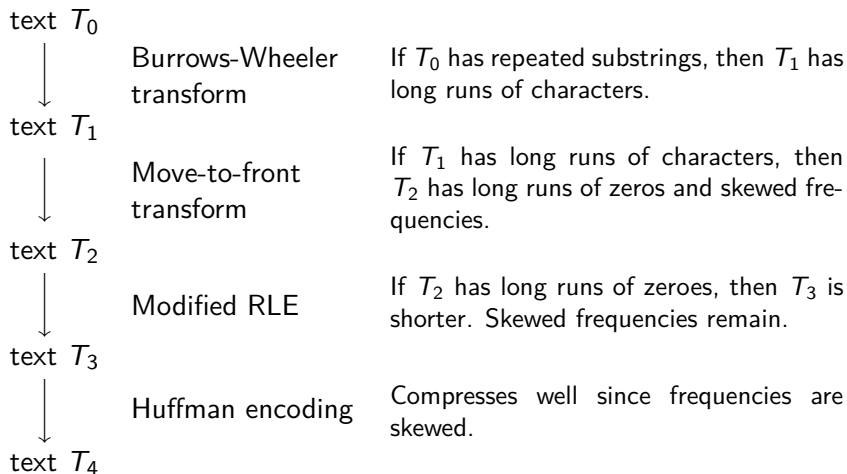 text T₀
Burrows-Wheeler
transform
If T₀ has repeated substrings, then T₁ has
long runs of characters.
text T₁
Move-to-front
transform
If T₁ has long runs of characters, then
T₂ has long runs of zeros and skewed fre-
quencies.
text T₂
Modified RLE
If T₂ has long runs of zeroes, then T₃ is
shorter. Skewed frequencies remain.
text T₃
Huffman encoding
Compresses well since frequencies are
skewed.
text T₄